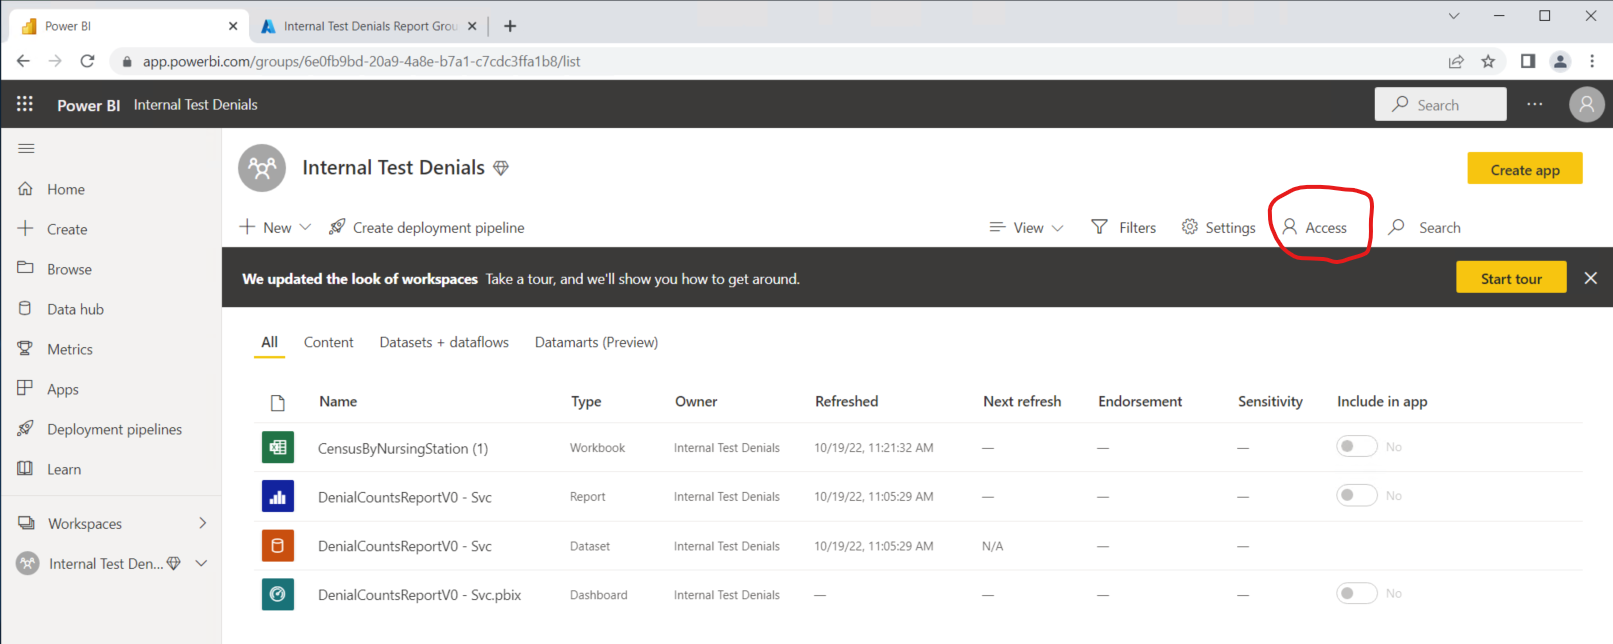 Power BI
Internal Test Denials Report Grou
app.powerbi.com/groups/6e0fb9bd-20a9-4a8e-b7a1-c7cdc3ffa1b8/list
Power BI Internal Test Denials Search
Internal Test Denials
Create app
New Create deployment pipeline View Filters Settings Access Search
We updated the look of workspaces Take a tour, and we'll show you how to get around. Start tour
Home
Create
Browse
Data hub
Metrics
Apps
Deployment pipelines
Learn
Workspaces
Internal Test Den...
All Content Datasets + dataflows Datamarts (Preview)
Name Type Owner Refreshed Next refresh Endorsement Sensitivity Include in app
CensusByNursingStation (1) Workbook Internal Test Denials 10/19/22, 11:21:32 AM — — — No
DenialCountsReportV0 - Svc Report Internal Test Denials 10/19/22, 11:05:29 AM — — — No
DenialCountsReportV0 - Svc Dataset Internal Test Denials 10/19/22, 11:05:29 AM N/A — —
DenialCountsReportV0 - Svc.pbix Dashboard Internal Test Denials — — — — No